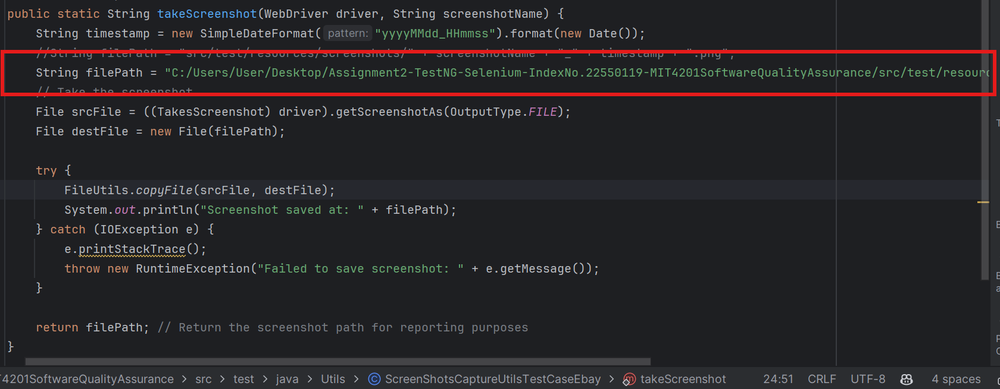 public static String takeScreenshot(WebDriver driver, String screenshotName) {
String timestamp = new SimpleDateFormat( pattern: "yyyyMMdd_HHmmss").format(new Date());
//String filePath = "src/test/resources/screenshots/" + screenshotName + "_" + timestamp + ".png";
String filePath = "C:/Users/User/Desktop/Assignment2-TestNG-Selenium-IndexNo.22550119-MIT4201SoftwareQualityAssurance/src/test/resourc
// Take the screenshot
File srcFile = ((TakesScreenshot) driver).getScreenshotAs(OutputType.FILE);
File destFile = new File(filePath);
try {
FileUtils.copyFile(srcFile, destFile);
System.out.println("Screenshot saved at: " + filePath);
} catch (IOException e) {
e.printStackTrace();
throw new RuntimeException("Failed to save screenshot: " + e.getMessage());
}
return filePath; // Return the screenshot path for reporting purposes
}
T4201SoftwareQualityAssurance > src > test > java > Utils > ScreenShotsCaptureUtilsTestCaseEbay > takeScreenshot 24:51 CRLF UTF-8 4 spaces